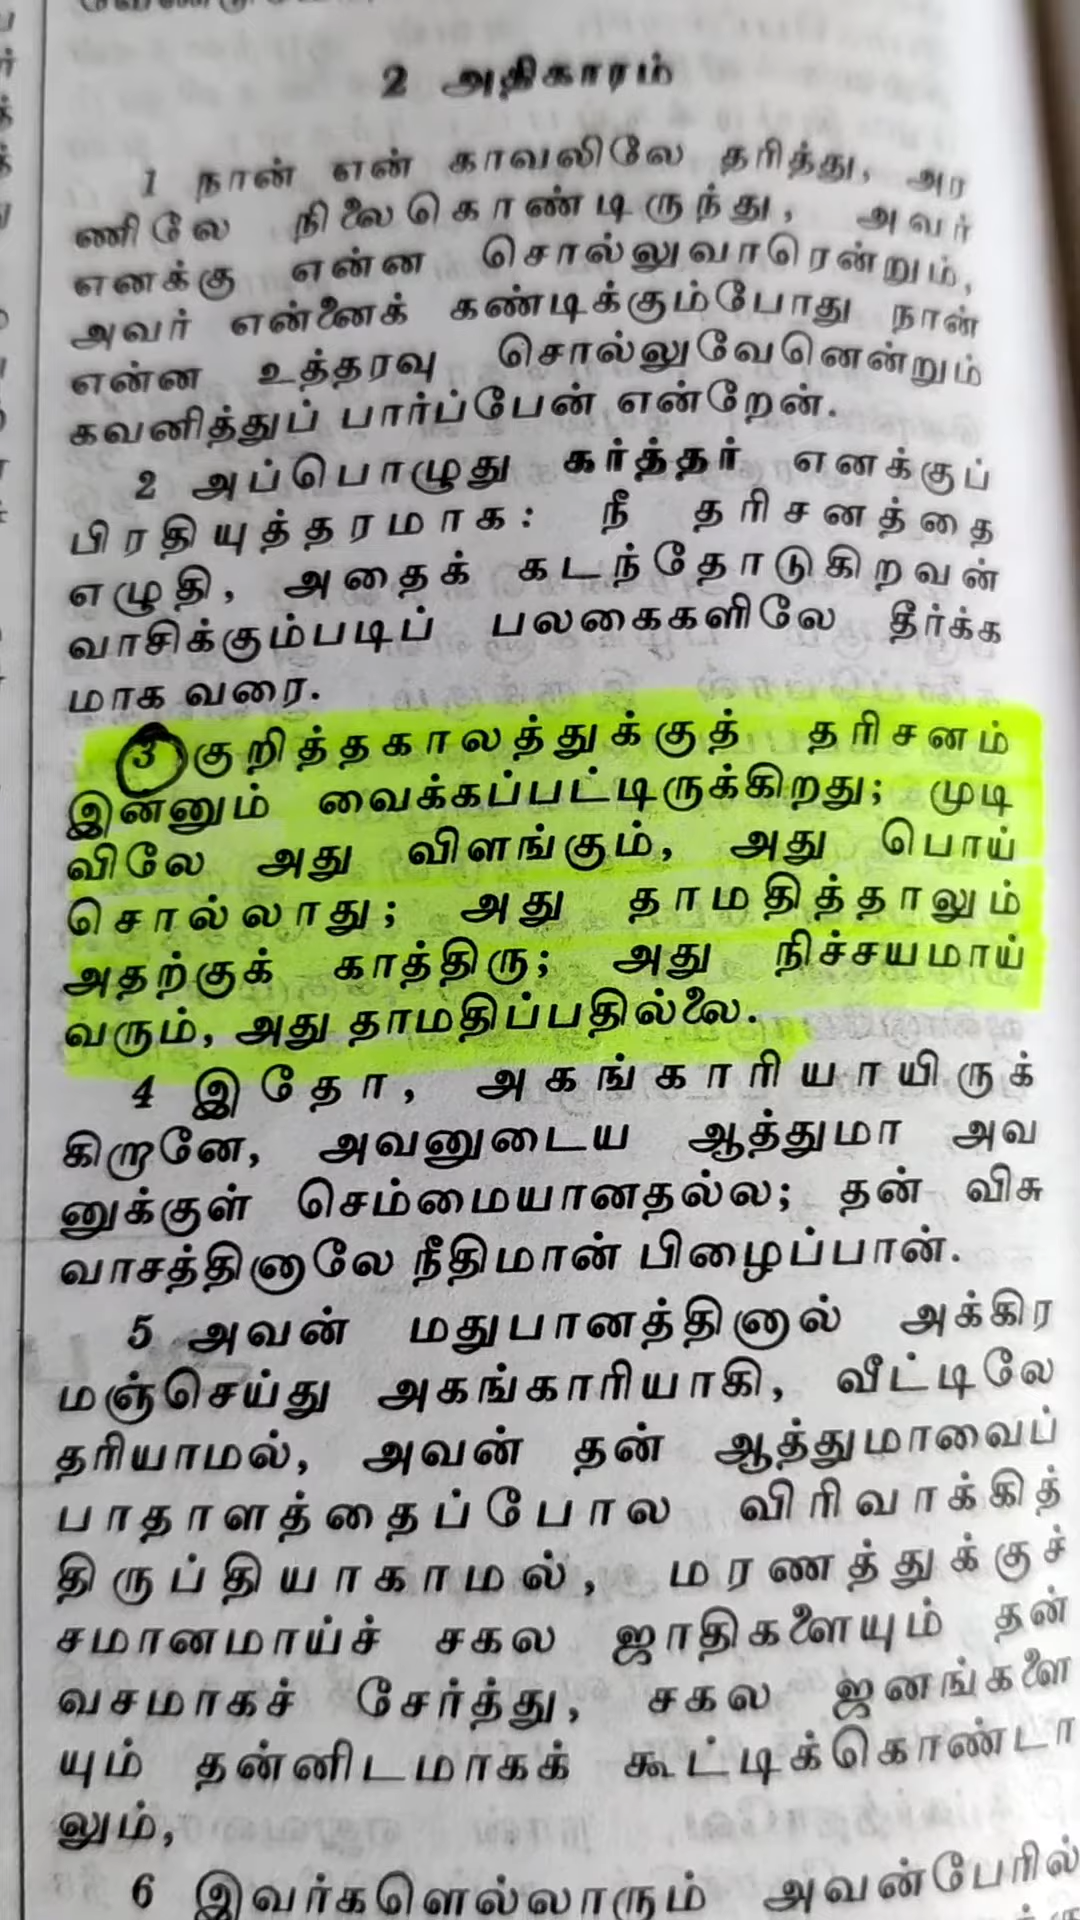 2 அதிகாரம்
1 நான் என் காவலிலே தரித்து, அர
ணிலே நிலைகொண்டிருந்து, அவர்
எனக்கு என்ன சொல்லுவாரென்றும்,
அவர் என்னைக் கண்டிக்கும்போது நான்
என்ன உத்தரவு சொல்லுவேனென்றும்
கவனித்துப் பார்ப்பேன் என்றேன்.
2 அப்பொழுது கர்த்தர் எனக்குப்
பிரதியுத்தரமாக: நீ தரிசனத்தை
எழுதி, அதைக் கடந்தோடுகிறவன்
வாசிக்கும்படிப் பலகைகளிலே தீர்க்க
மாக வரை.
3 குறித்தகாலத்துக்குத் தரிசனம்
இன்னும் வைக்கப்பட்டிருக்கிறது; முடி
விலே அது விளங்கும், அது பொய்
சொல்லாது; அது தாமதித்தாலும்
அதற்குக் காத்திரு; அது நிச்சயமாய்
வரும், அது தாமதிப்பதில்லை.
4 இதோ, அகங்காரியாயிருக்
கிறானே, அவனுடைய ஆத்துமா அவ
னுக்குள் செம்மையானதல்ல; தன் விசு
வாசத்தினாலே நீதிமான் பிழைப்பான்.
5 அவன் மதுபானத்தினால் அக்கிர
மஞ்செய்து அகங்காரியாகி, வீட்டிலே
தரியாமல், அவன் தன் ஆத்துமாவைப்
பாதாளத்தைப்போல விரிவாக்கித்
திருப்தியாகாமல், மரணத்துக்குச்
சமானமாய்ச் சகல ஜாதிகளையும் தன்
வசமாகச் சேர்த்து, சகல ஜனங்களை
யும் தன்னிடமாகக் கூட்டிக்கொண்டா
லும்,
6 இவர்களெல்லாரும் அவன்பேரில்